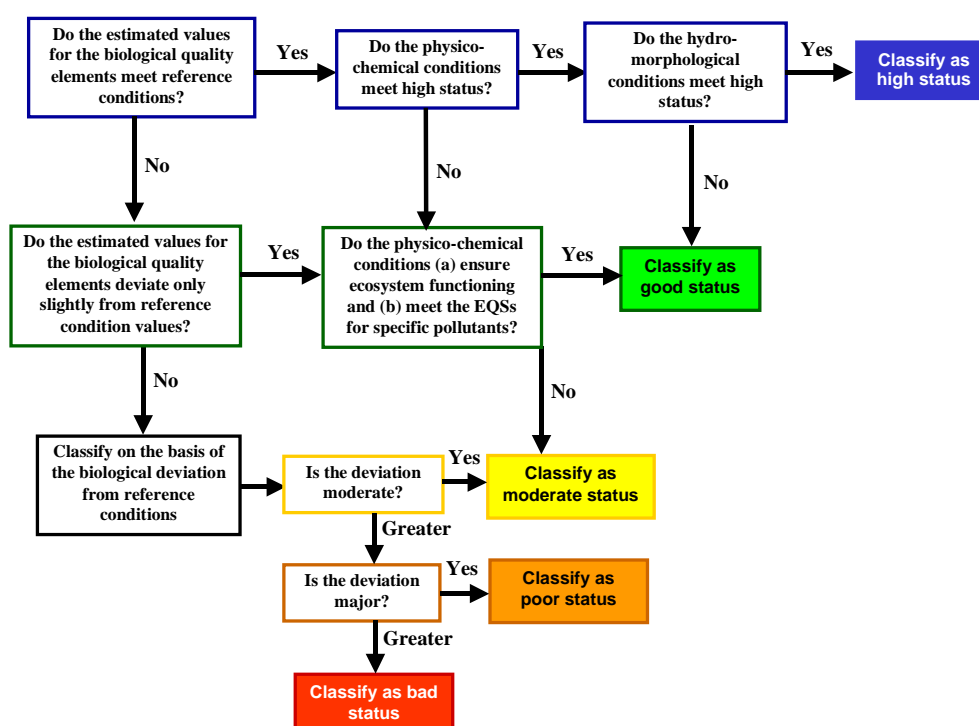 Do the estimated values
for the biological quality
elements meet reference
conditions?
Yes
Do the physico-
chemical conditions
meet high status?
Yes
Do the hydro-
morphological
conditions meet high
status?
Yes
Classify as
high status
No
No
No
Do the estimated values for
the biological quality
elements deviate only
slightly from reference
condition values?
Yes
Do the physico-chemical
conditions (a) ensure
ecosystem functioning
and (b) meet the EQSs
for specific pollutants?
Yes
Classify as
good status
No
No
Classify on the basis of
the biological deviation
from reference
conditions
Is the deviation
moderate?
Yes
Classify as
moderate status
Greater
Is the deviation
major?
Yes
Classify as
poor status
Greater
Classify as bad
status